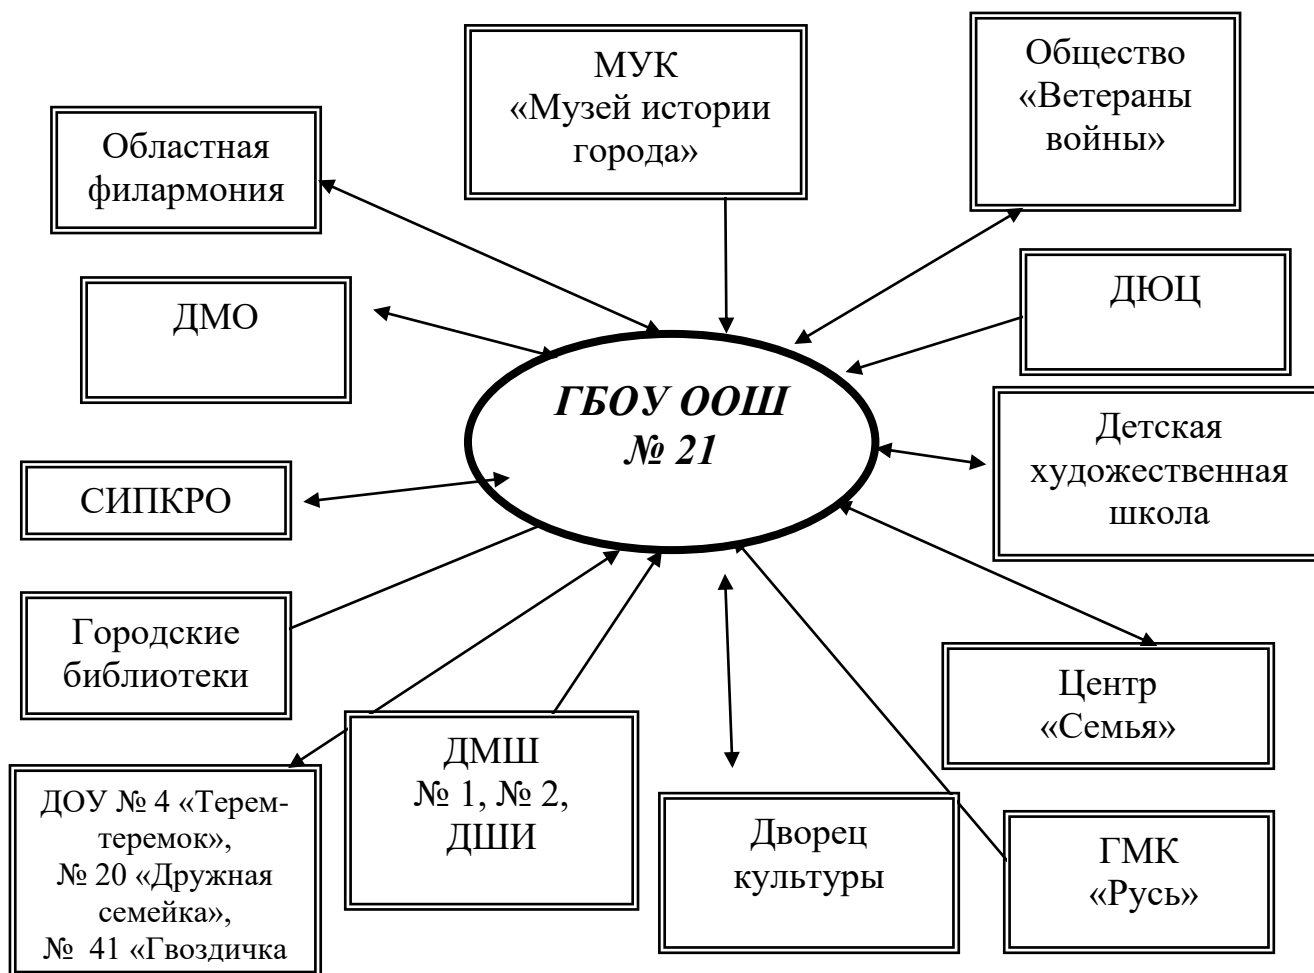 МУК
«Музей истории
города»
Общество
«Ветераны
войны»
Областная
филармония
ДМО
ДЮЦ
ГБОУ ООШ
№ 21
Детская
художественная
школа
СИПКРО
Городские
библиотеки
Центр
«Семья»
ДОУ № 4 «Терем-
теремок»,
№ 20 «Дружная
семейка»,
№ 41 «Гвоздичка
ДМШ
№ 1, № 2,
ДШИ
Дворец
культуры
ГМК
«Русь»